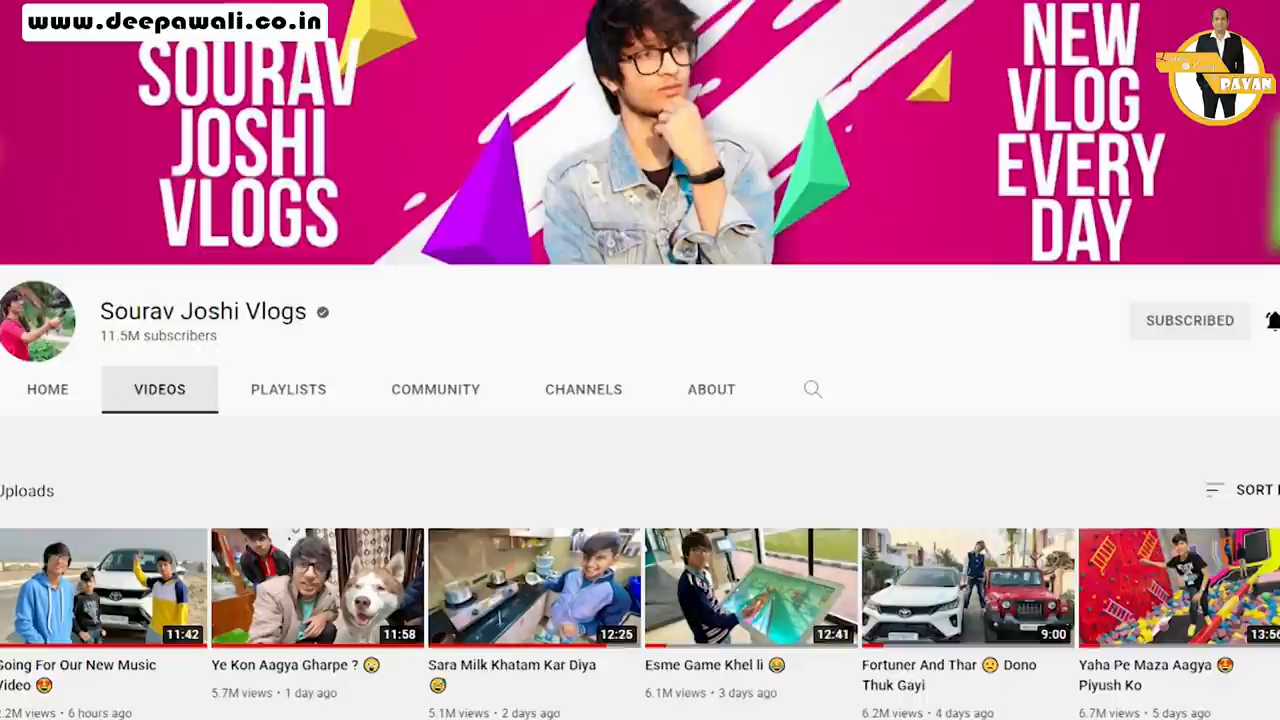 www.deepawali.co.in
SOURAV
JOSHI
VLOGS
NEW
VLOG
EVERY
DAY
PAVAN
Sourav Joshi Vlogs
11.5M subscribers
SUBSCRIBED
HOME
VIDEOS
PLAYLISTS
COMMUNITY
CHANNELS
ABOUT
Uploads
SORT
11:42
11:58
12:25
12:41
9:00
13:56
Going For Our New Music
Video 🤩
2.2M views • 6 hours ago
Ye Kon Aagya Gharpe ? 😲
5.7M views • 1 day ago
Sara Milk Khatam Kar Diya
😅
5.1M views • 2 days ago
Esme Game Khel li 😂
6.1M views • 3 days ago
Fortuner And Thar 🙁 Dono
Thuk Gayi
6.2M views • 4 days ago
Yaha Pe Maza Aagya 🤩
Piyush Ko
6.7M views • 5 days ago